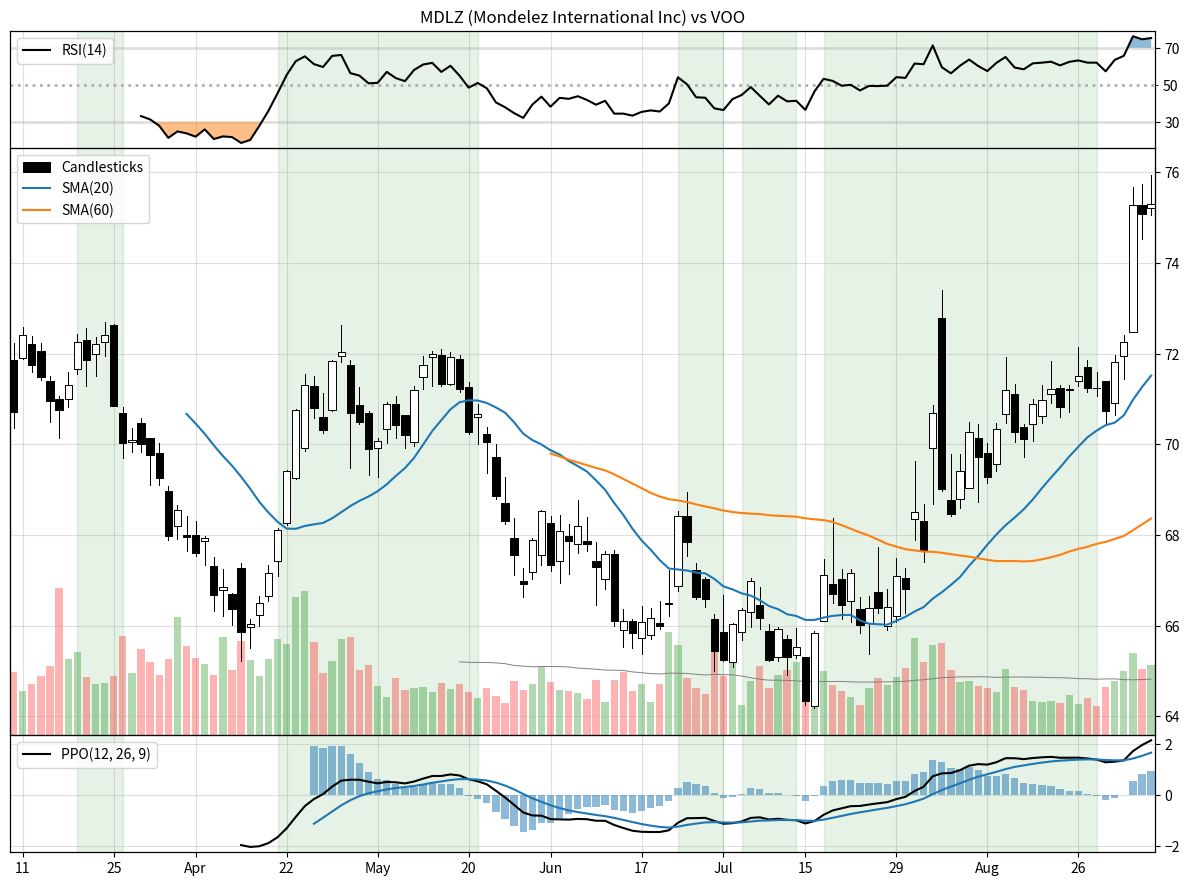 MDLZ (Mondelez International Inc) vs VOO
RSI(14)
70
50
30
Candlesticks
SMA(20)
SMA(60)
76
74
72
70
68
66
64
PPO(12, 26, 9)
2
0
−2
11 25 Apr 22 May 20 Jun 17 Jul 15 29 Aug 26